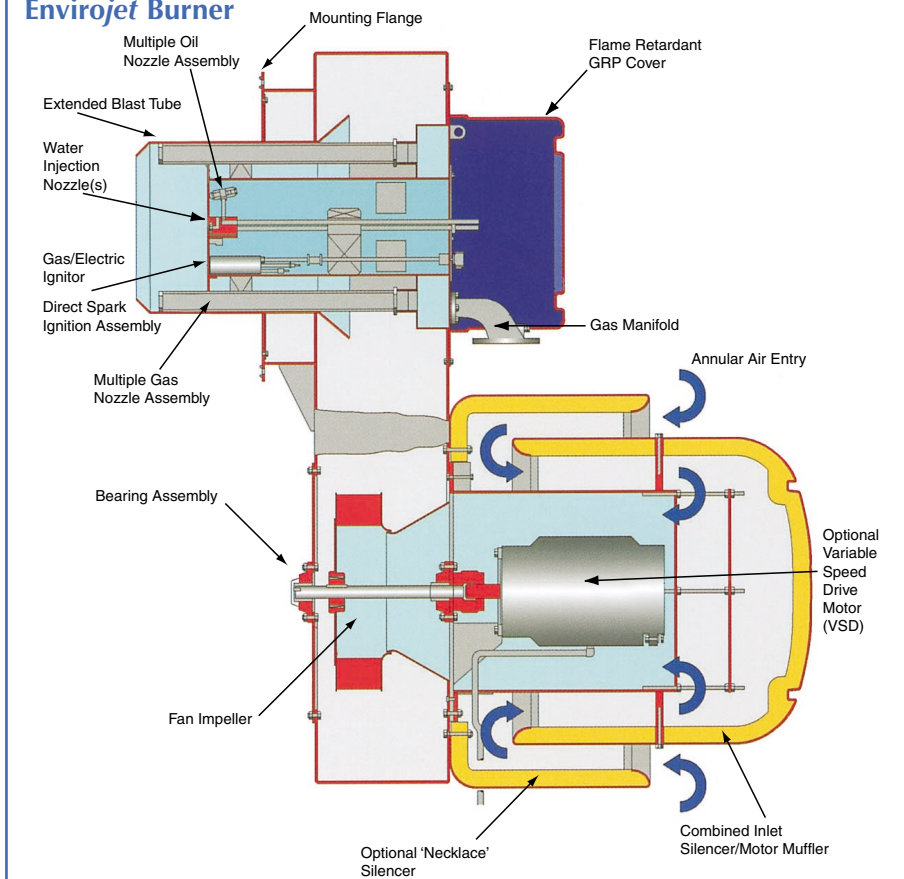 Envirojet Burner
Mounting Flange
Multiple Oil
Nozzle Assembly
Flame Retardant
GRP Cover
Extended Blast Tube
Water
Injection
Nozzle(s)
Gas/Electric
Ignitor
Direct Spark
Ignition Assembly
Gas Manifold
Multiple Gas
Nozzle Assembly
Annular Air Entry
Bearing Assembly
Optional
Variable
Speed
Drive
Motor
(VSD)
Fan Impeller
Combined Inlet
Silencer/Motor Muffler
Optional ‘Necklace’
Silencer